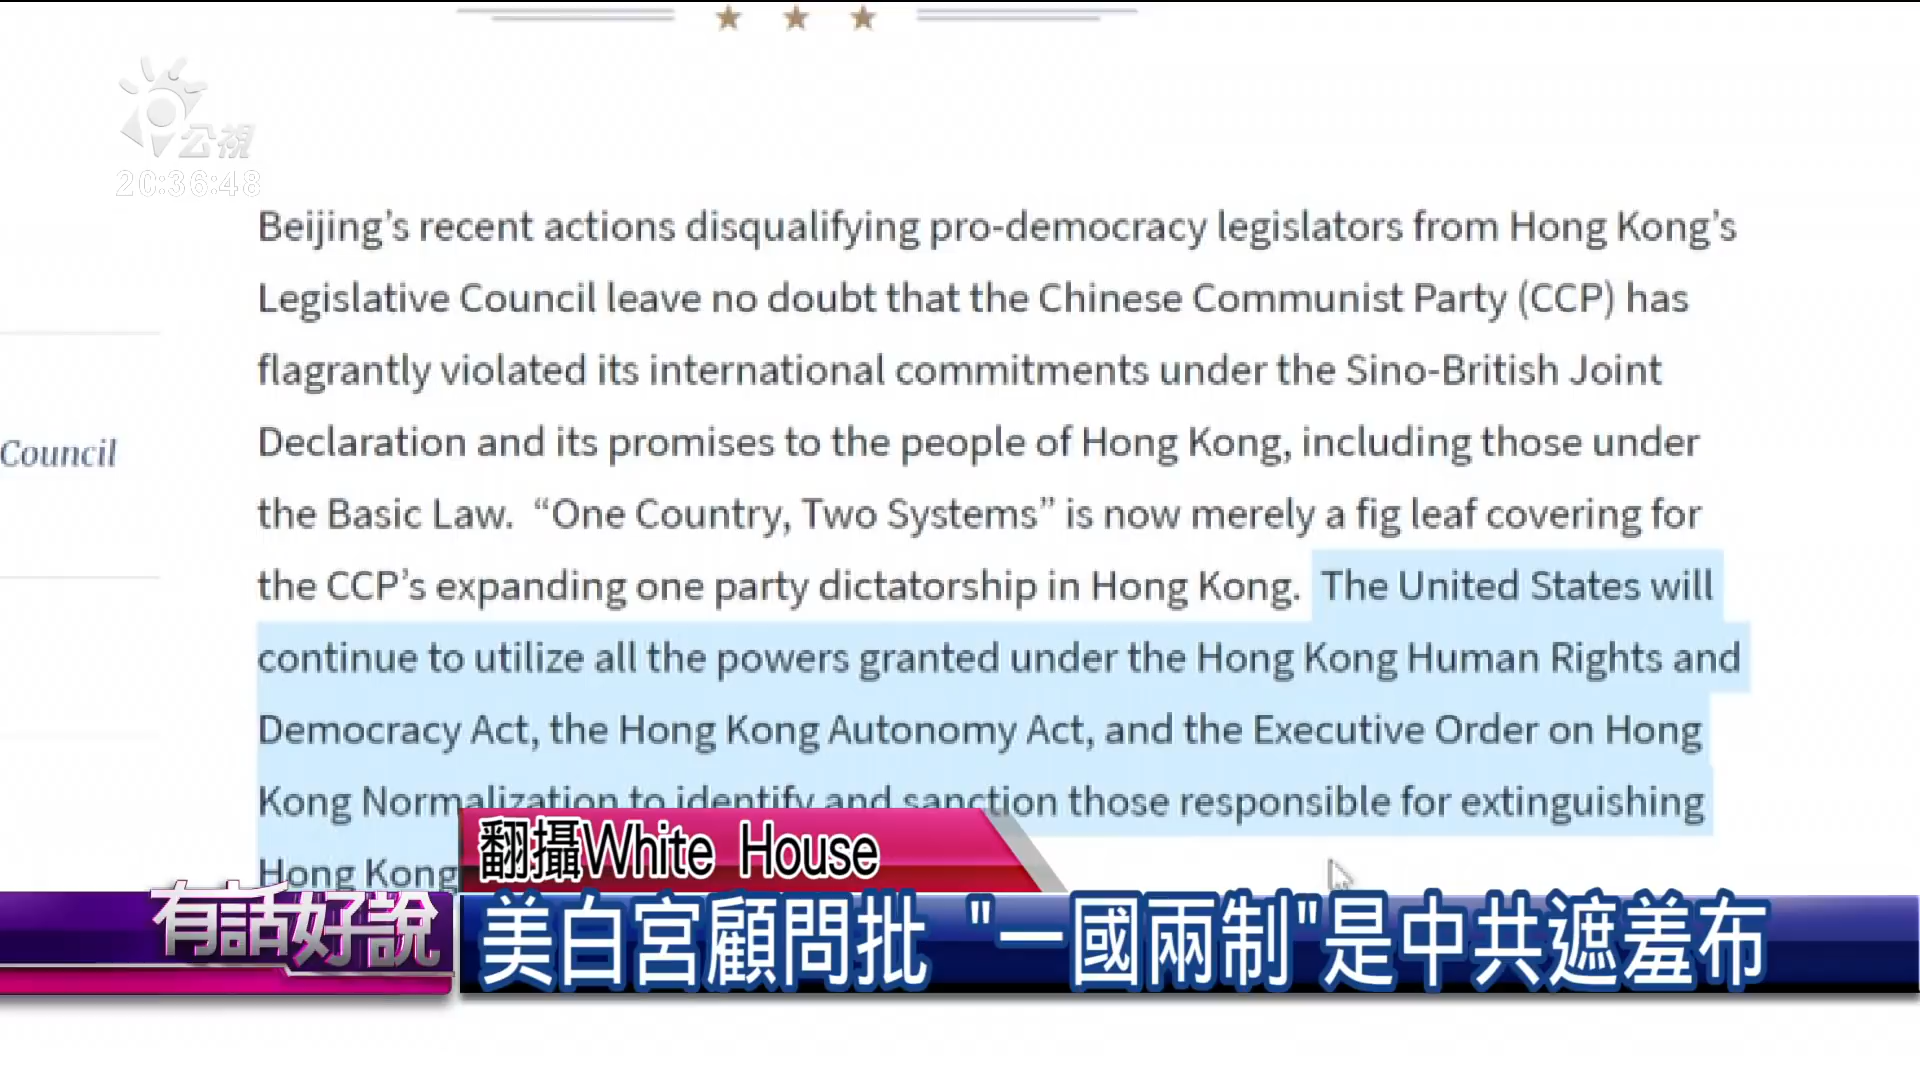 公視
20:36:48
Beijing’s recent actions disqualifying pro-democracy legislators from Hong Kong’s
Legislative Council leave no doubt that the Chinese Communist Party (CCP) has
flagrantly violated its international commitments under the Sino-British Joint
Council
Declaration and its promises to the people of Hong Kong, including those under
the Basic Law.  “One Country, Two Systems” is now merely a fig leaf covering for
the CCP’s expanding one party dictatorship in Hong Kong.  The United States will
continue to utilize all the powers granted under the Hong Kong Human Rights and
Democracy Act, the Hong Kong Autonomy Act, and the Executive Order on Hong
Kong Normalization to identify and sanction those responsible for extinguishing
Hong Kong
翻攝White House
有話好說
美白宮顧問批 "一國兩制"是中共遮羞布